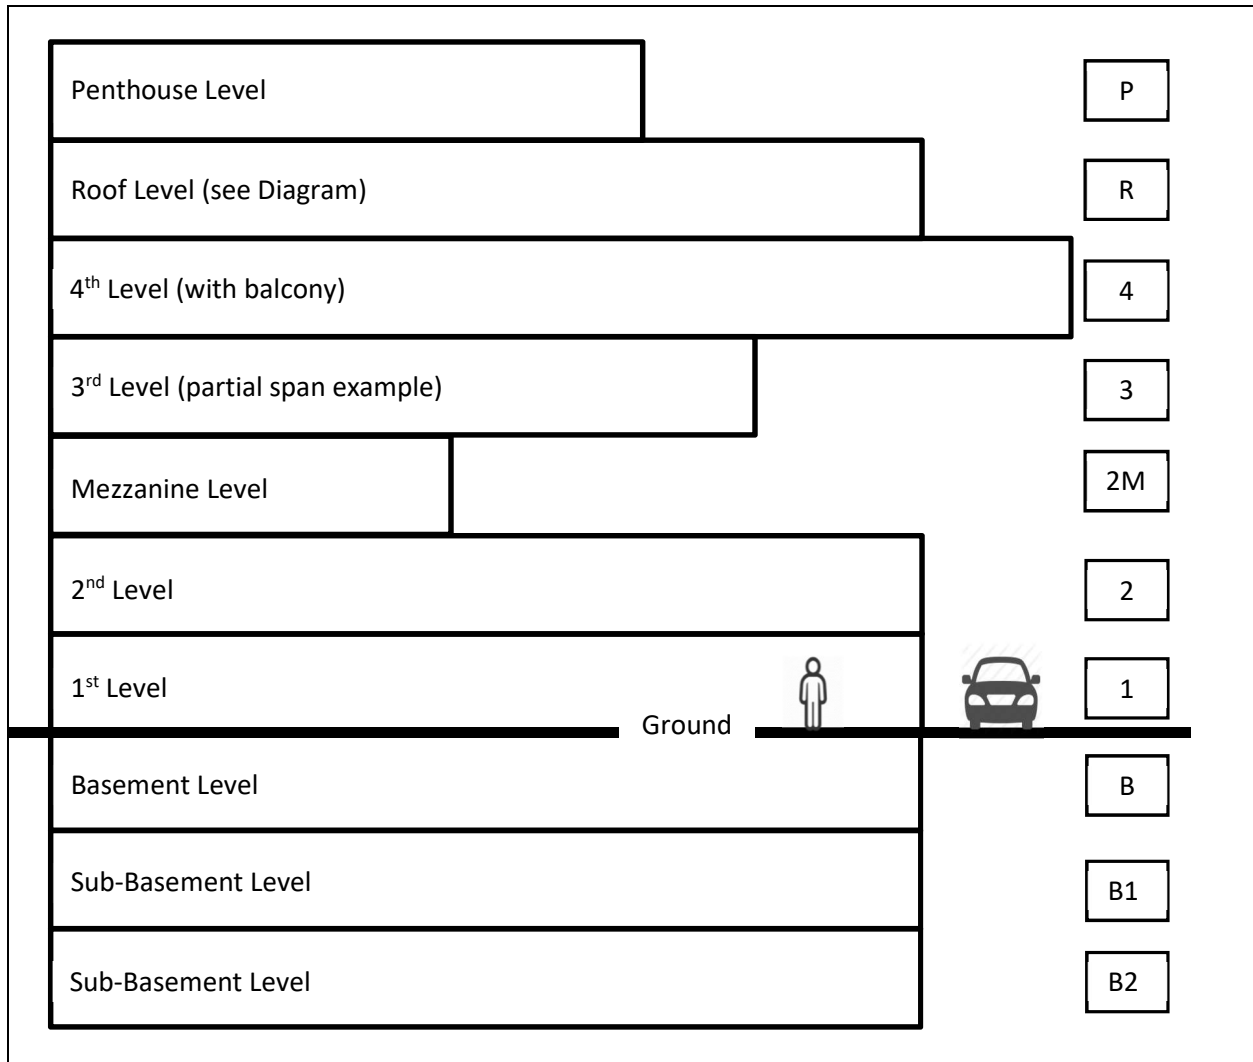 Penthouse Level P
Roof Level (see Diagram) R
4th Level (with balcony) 4
3rd Level (partial span example) 3
Mezzanine Level 2M
2nd Level 2
1st Level 1
Ground
Basement Level B
Sub-Basement Level B1
Sub-Basement Level B2